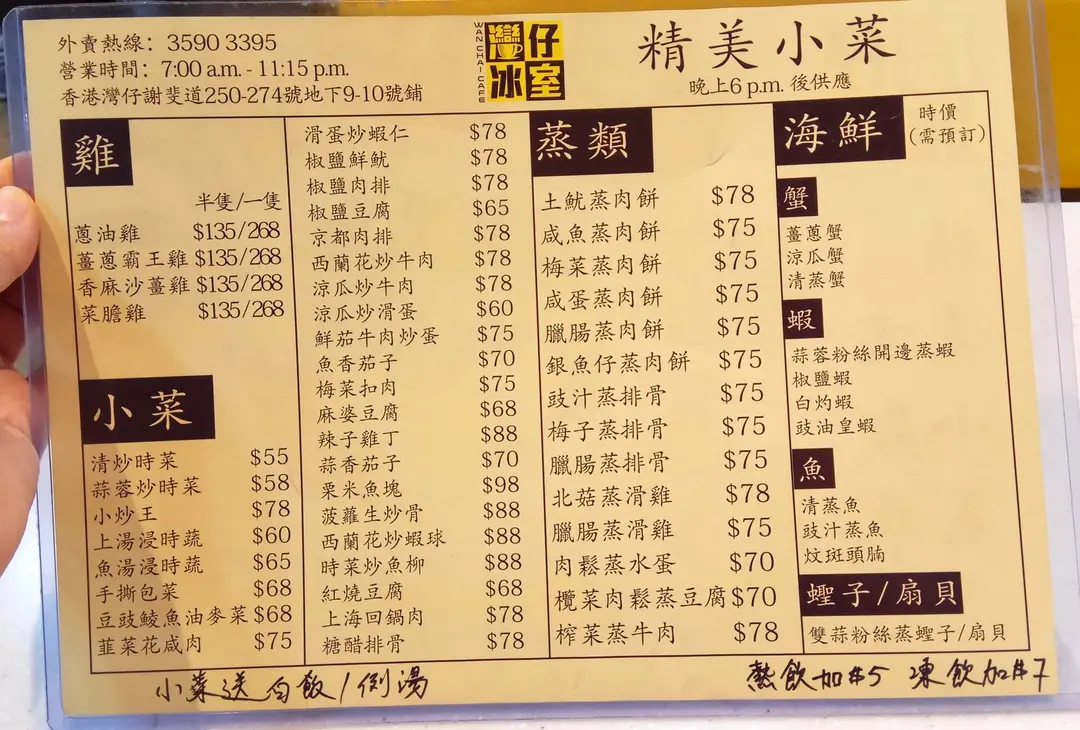 外賣熱線：3590 3395
營業時間：7:00 a.m. - 11:15 p.m.
香港灣仔謝斐道250-274號地下9-10號鋪
WAN CHAI CAFE
灣仔
冰室
精美小菜
晚上6 p.m. 後供應
雞
半隻/一隻
蔥油雞 $135/268
薑蔥霸王雞 $135/268
香麻沙薑雞 $135/268
菜膽雞 $135/268
小菜
清炒時菜 $55
蒜蓉炒時菜 $58
小炒王 $78
上湯浸時蔬 $60
魚湯浸時蔬 $65
手撕包菜 $68
豆豉鯪魚油麥菜 $68
韮菜花咸肉 $75
滑蛋炒蝦仁 $78
椒鹽鮮魷 $78
椒鹽肉排 $78
椒鹽豆腐 $65
京都肉排 $78
西蘭花炒牛肉 $78
涼瓜炒牛肉 $78
涼瓜炒滑蛋 $60
鮮茄牛肉炒蛋 $75
魚香茄子 $70
梅菜扣肉 $75
麻婆豆腐 $68
辣子雞丁 $88
蒜香茄子 $70
栗米魚塊 $98
菠蘿生炒骨 $88
西蘭花炒蝦球 $88
時菜炒魚柳 $88
紅燒豆腐 $68
上海回鍋肉 $78
糖醋排骨 $78
蒸類
土魷蒸肉餅 $78
咸魚蒸肉餅 $75
梅菜蒸肉餅 $75
咸蛋蒸肉餅 $75
臘腸蒸肉餅 $75
銀魚仔蒸肉餅 $75
豉汁蒸排骨 $75
梅子蒸排骨 $75
臘腸蒸排骨 $75
北菇蒸滑雞 $78
臘腸蒸滑雞 $75
肉鬆蒸水蛋 $70
欖菜肉鬆蒸豆腐 $70
榨菜蒸牛肉 $78
海鮮
時價
(需預訂)
蟹
薑蔥蟹
涼瓜蟹
清蒸蟹
蝦
蒜蓉粉絲開邊蒸蝦
椒鹽蝦
白灼蝦
豉油皇蝦
魚
清蒸魚
豉汁蒸魚
炆斑頭腩
蟶子/扇貝
雙蒜粉絲蒸蟶子/扇貝
小菜送白飯/例湯
熱飲加$5 凍飲加$7